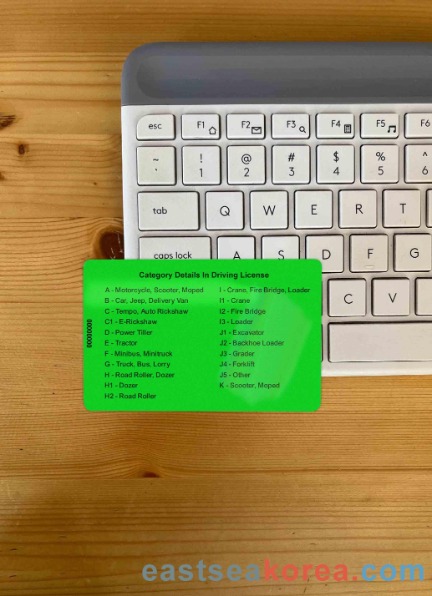 esc F1 F2 F3 F4 F5 F6
~ ! @ # $ % ^
` 1 2 3 4 5 6
tab Q W E R T
caps lock A S D F G
C V
Category Details In Driving License
A - Motorcycle, Scooter, Moped
B - Car, Jeep, Delivery Van
C - Tempo, Auto Rickshaw
C1 - E-Rickshaw
D - Power Tiller
E - Tractor
F - Minibus, Minitruck
G - Truck, Bus, Lorry
H - Road Roller, Dozer
H1 - Dozer
H2 - Road Roller
I - Crane, Fire Bridge, Loader
I1 - Crane
I2 - Fire Bridge
I3 - Loader
J1 - Excavator
J2 - Backhoe Loader
J3 - Grader
J4 - Forklift
J5 - Other
K - Scooter, Moped
eastseakorea.com